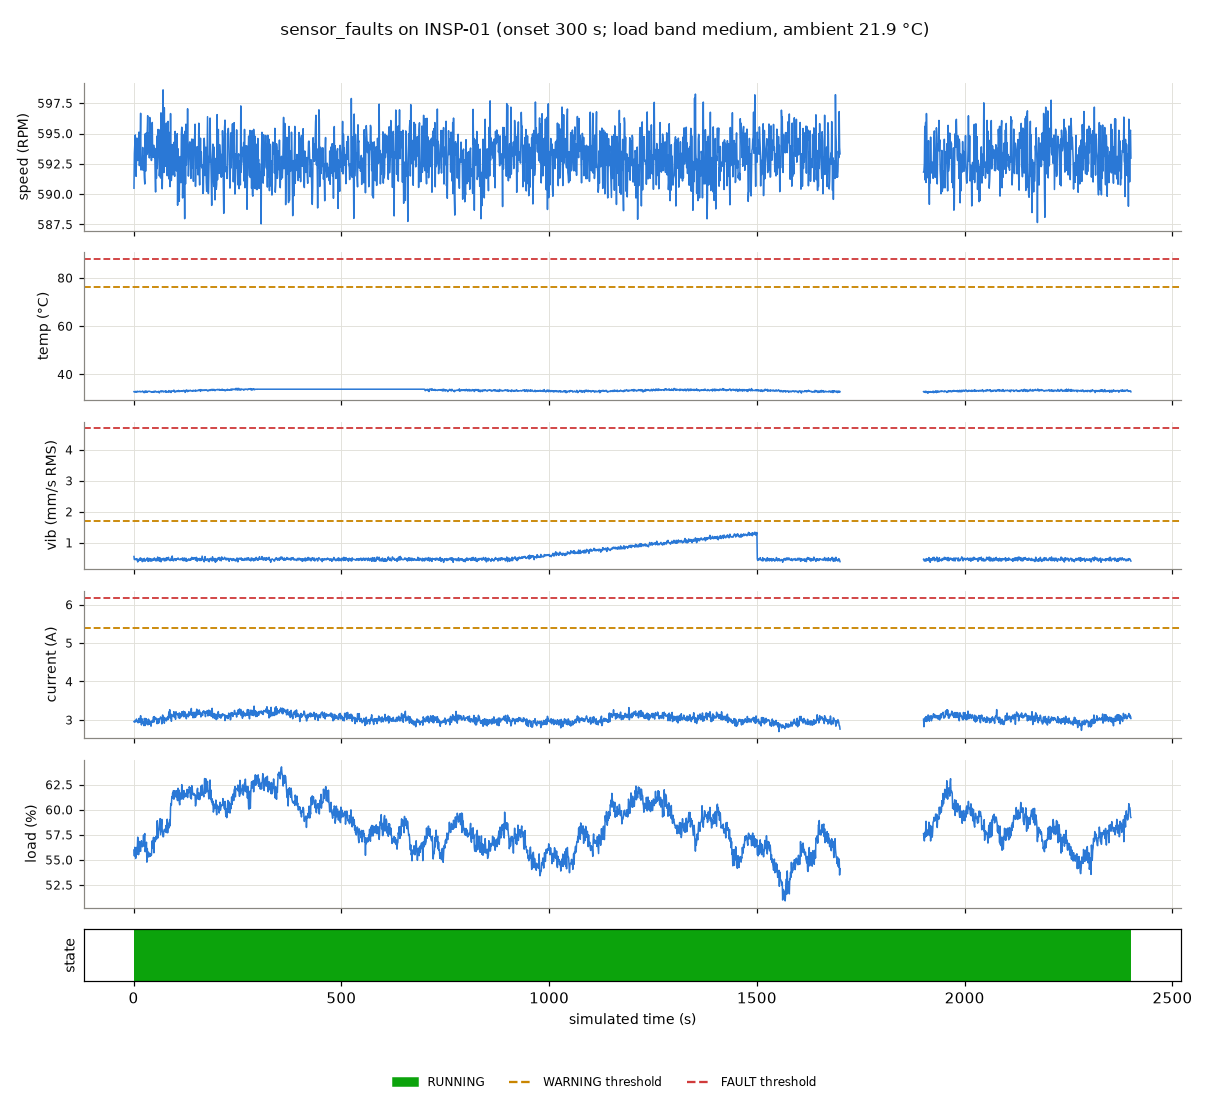 sensor_faults on INSP-01 (onset 300 s; load band medium, ambient 21.9 °C)
speed (RPM)
597.5
595.0
592.5
590.0
587.5
temp (°C)
80
60
40
vib (mm/s RMS)
4
3
2
1
current (A)
6
5
4
3
load (%)
62.5
60.0
57.5
55.0
52.5
state
0 500 1000 1500 2000 2500
simulated time (s)
RUNNING WARNING threshold FAULT threshold